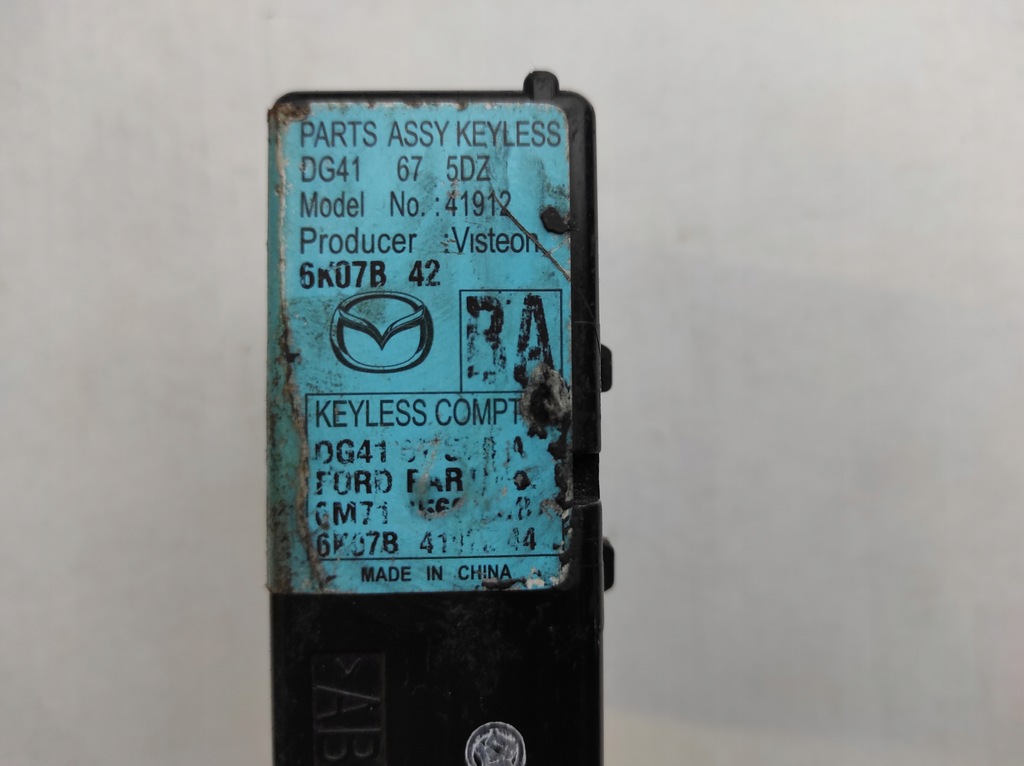 PARTS ASSY KEYLESS
DG41 67 5DZ
Model No. :41912
Producer :Visteon
6K07B 42
BA
KEYLESS COMPT
DG41
FORD
6M71
6K07B 44
MADE IN CHINA